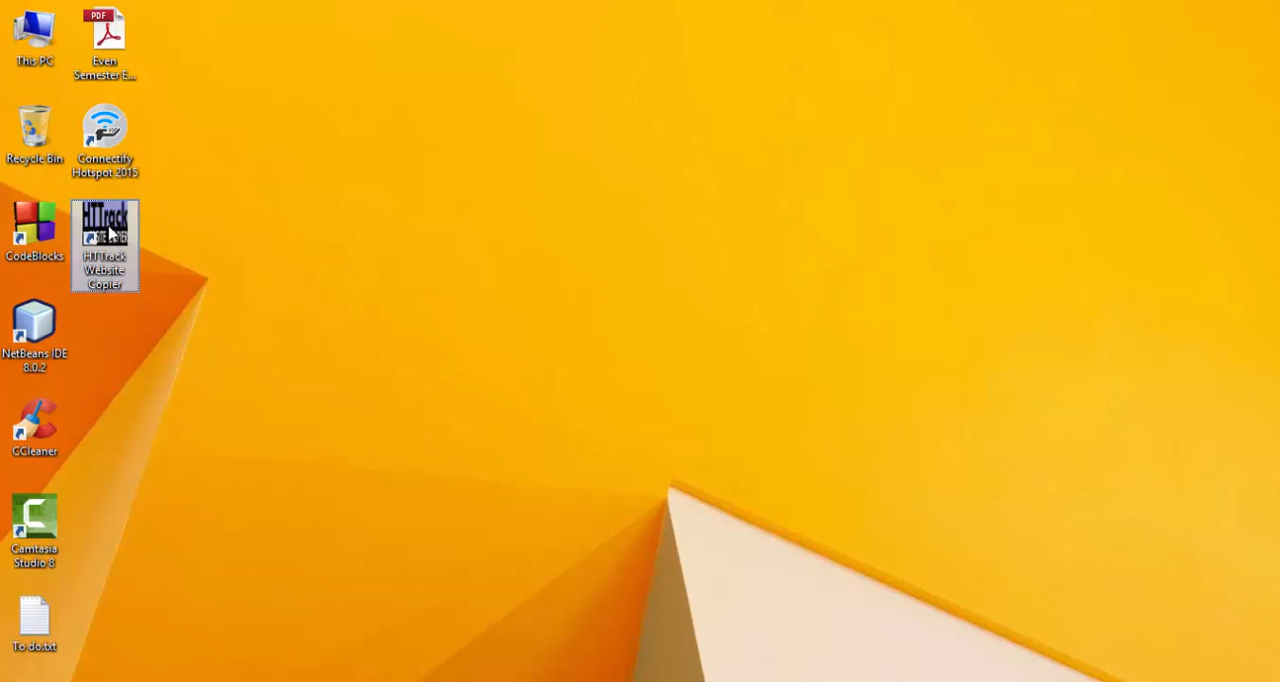 This PC
PDF
Even
Semester E...
Recycle Bin
Connectify
Hotspot 2015
CodeBlocks
HTTrack
HTTrack
Website
Copier
NetBeans IDE
8.0.2
CCleaner
Camtasia
Studio 8
To do.txt